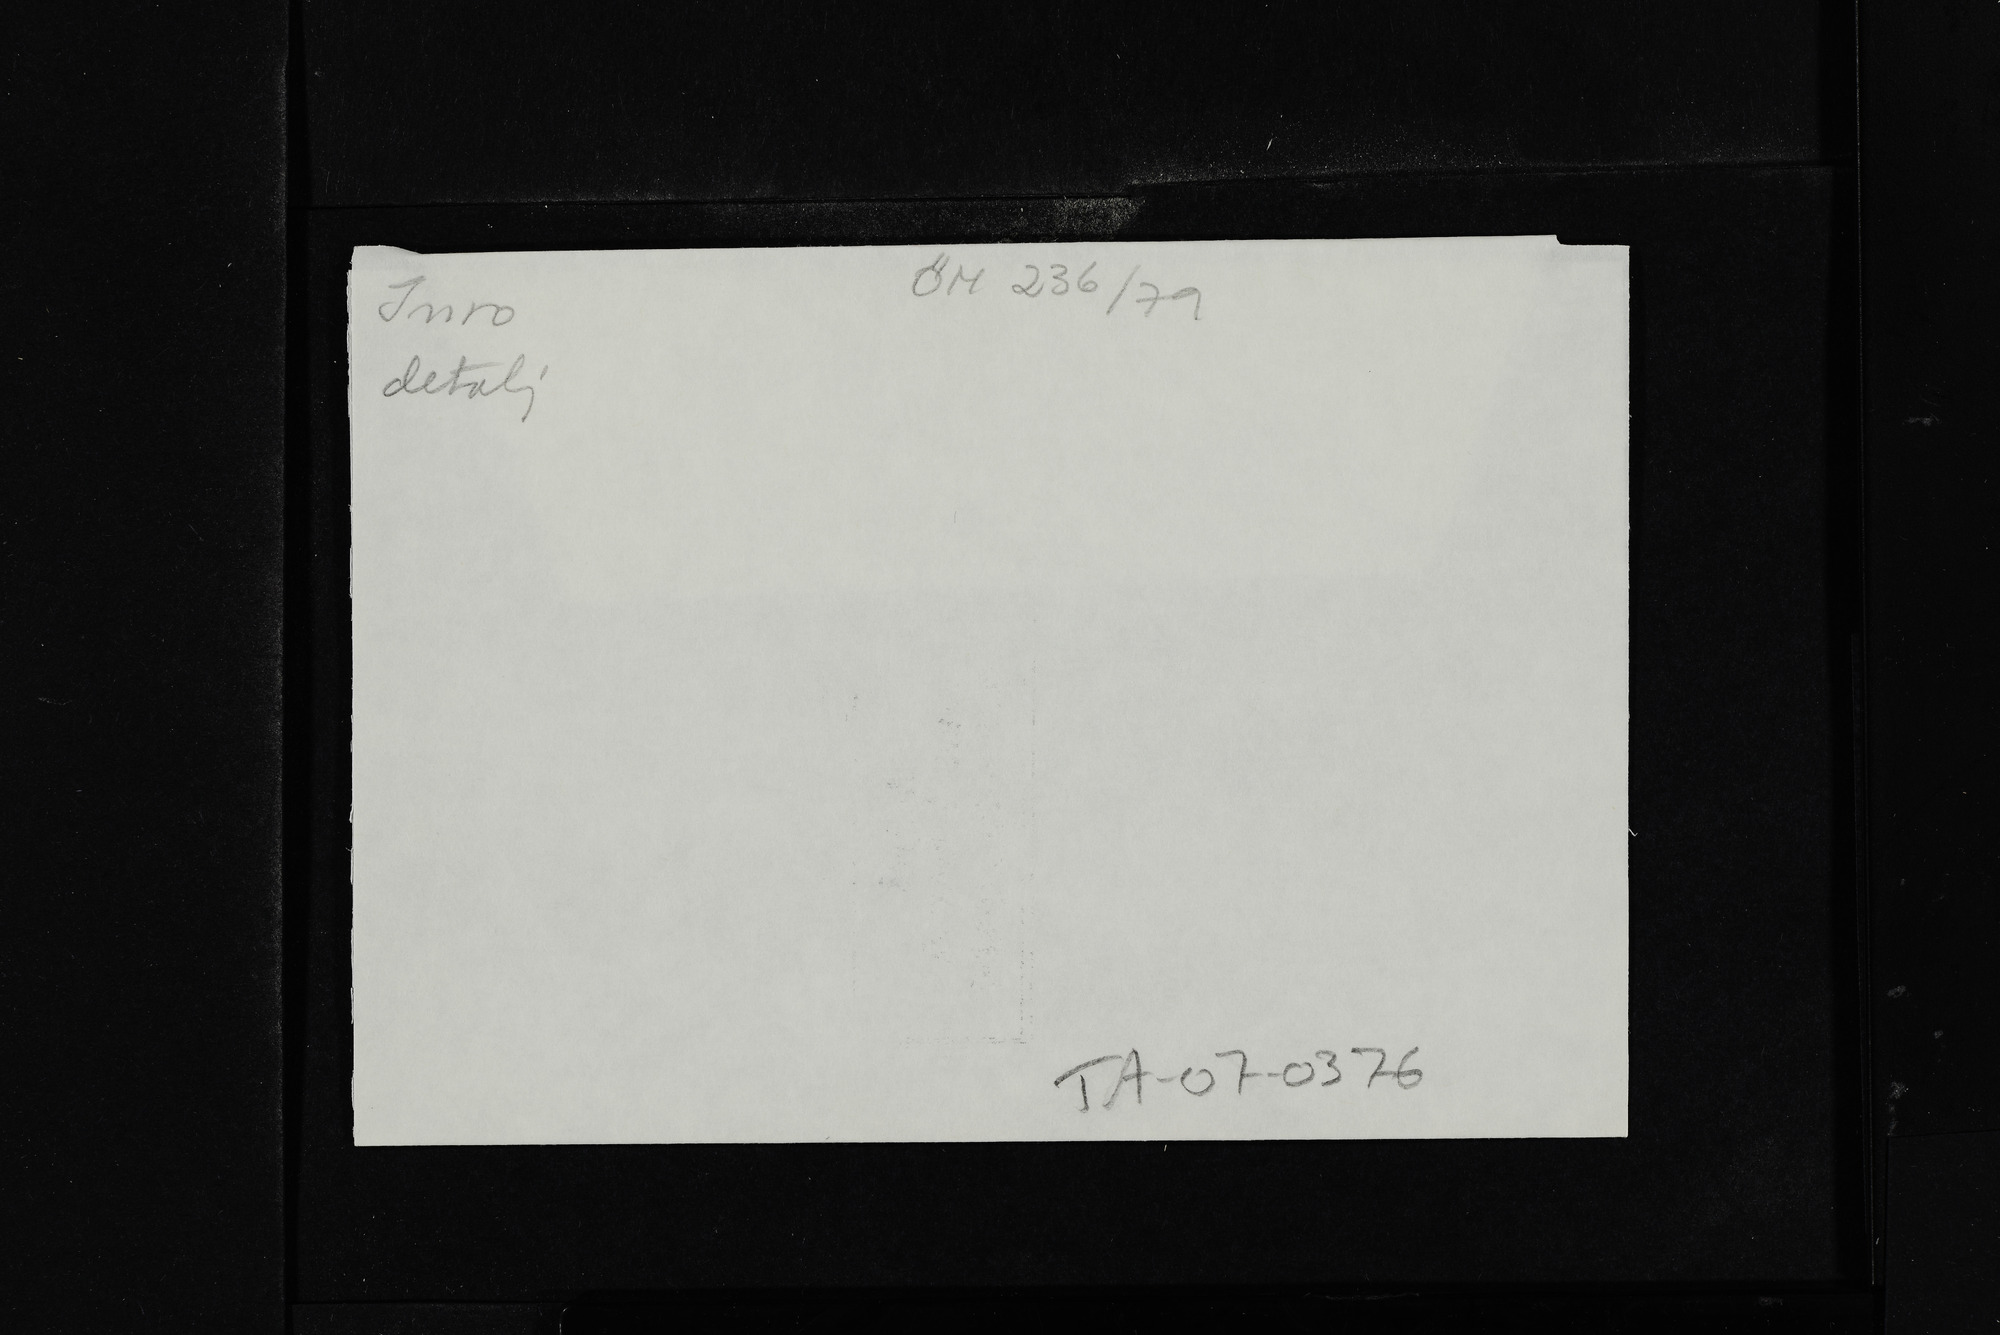 Inro
detalj
ÖM 236/79
TA-07-0376